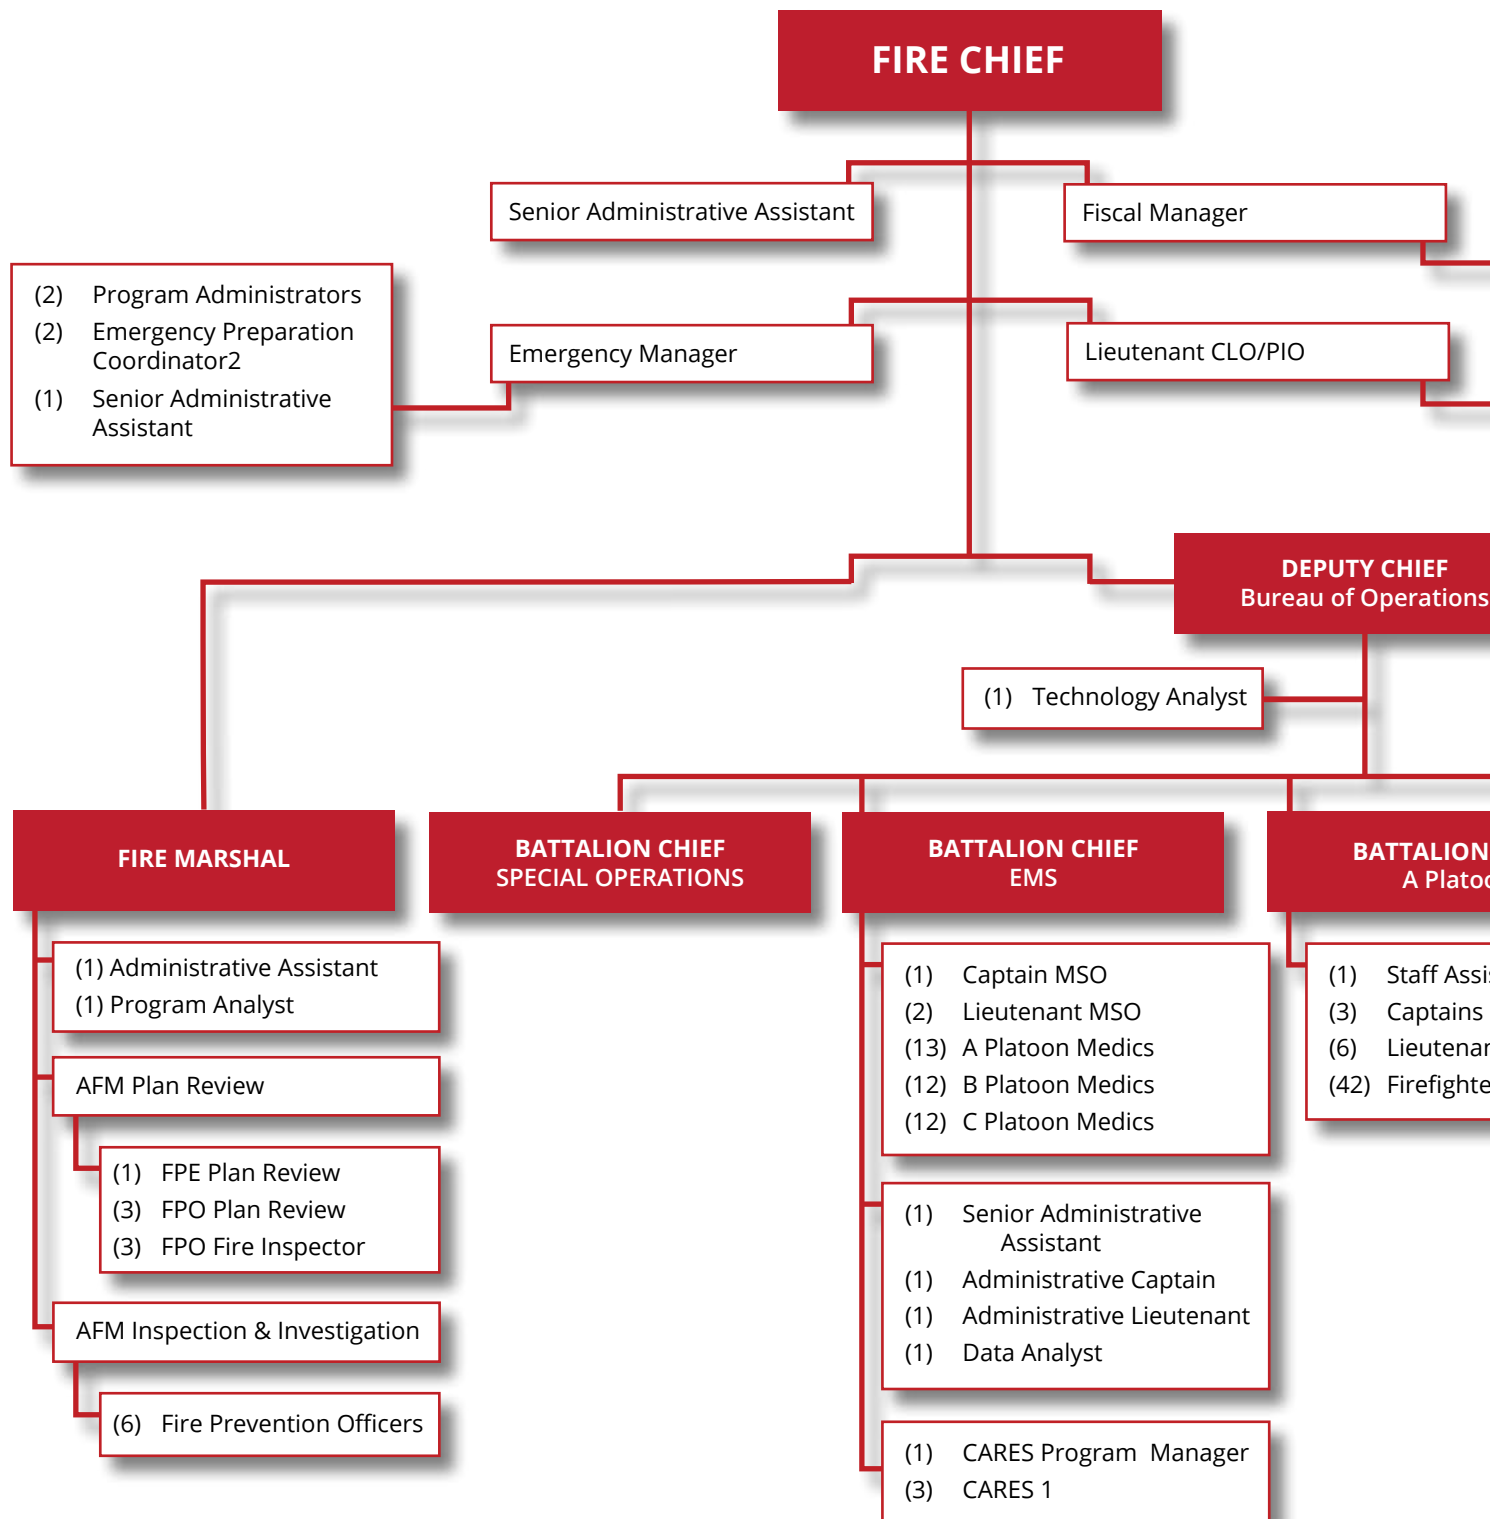 FIRE CHIEF
Senior Administrative Assistant
Fiscal Manager
(2) Program Administrators
(2) Emergency Preparation
Coordinator2
(1) Senior Administrative
Assistant
Emergency Manager
Lieutenant CLO/PIO
DEPUTY CHIEF
Bureau of Operations
(1) Technology Analyst
FIRE MARSHAL
(1) Administrative Assistant
(1) Program Analyst
AFM Plan Review
(1) FPE Plan Review
(3) FPO Plan Review
(3) FPO Fire Inspector
AFM Inspection & Investigation
(6) Fire Prevention Officers
BATTALION CHIEF
SPECIAL OPERATIONS
BATTALION CHIEF
EMS
(1) Captain MSO
(2) Lieutenant MSO
(13) A Platoon Medics
(12) B Platoon Medics
(12) C Platoon Medics
(1) Senior Administrative
Assistant
(1) Administrative Captain
(1) Administrative Lieutenant
(1) Data Analyst
(1) CARES Program Manager
(3) CARES 1
BATTALION
A
(1) Staff
(3) Captains
(6)
(42)